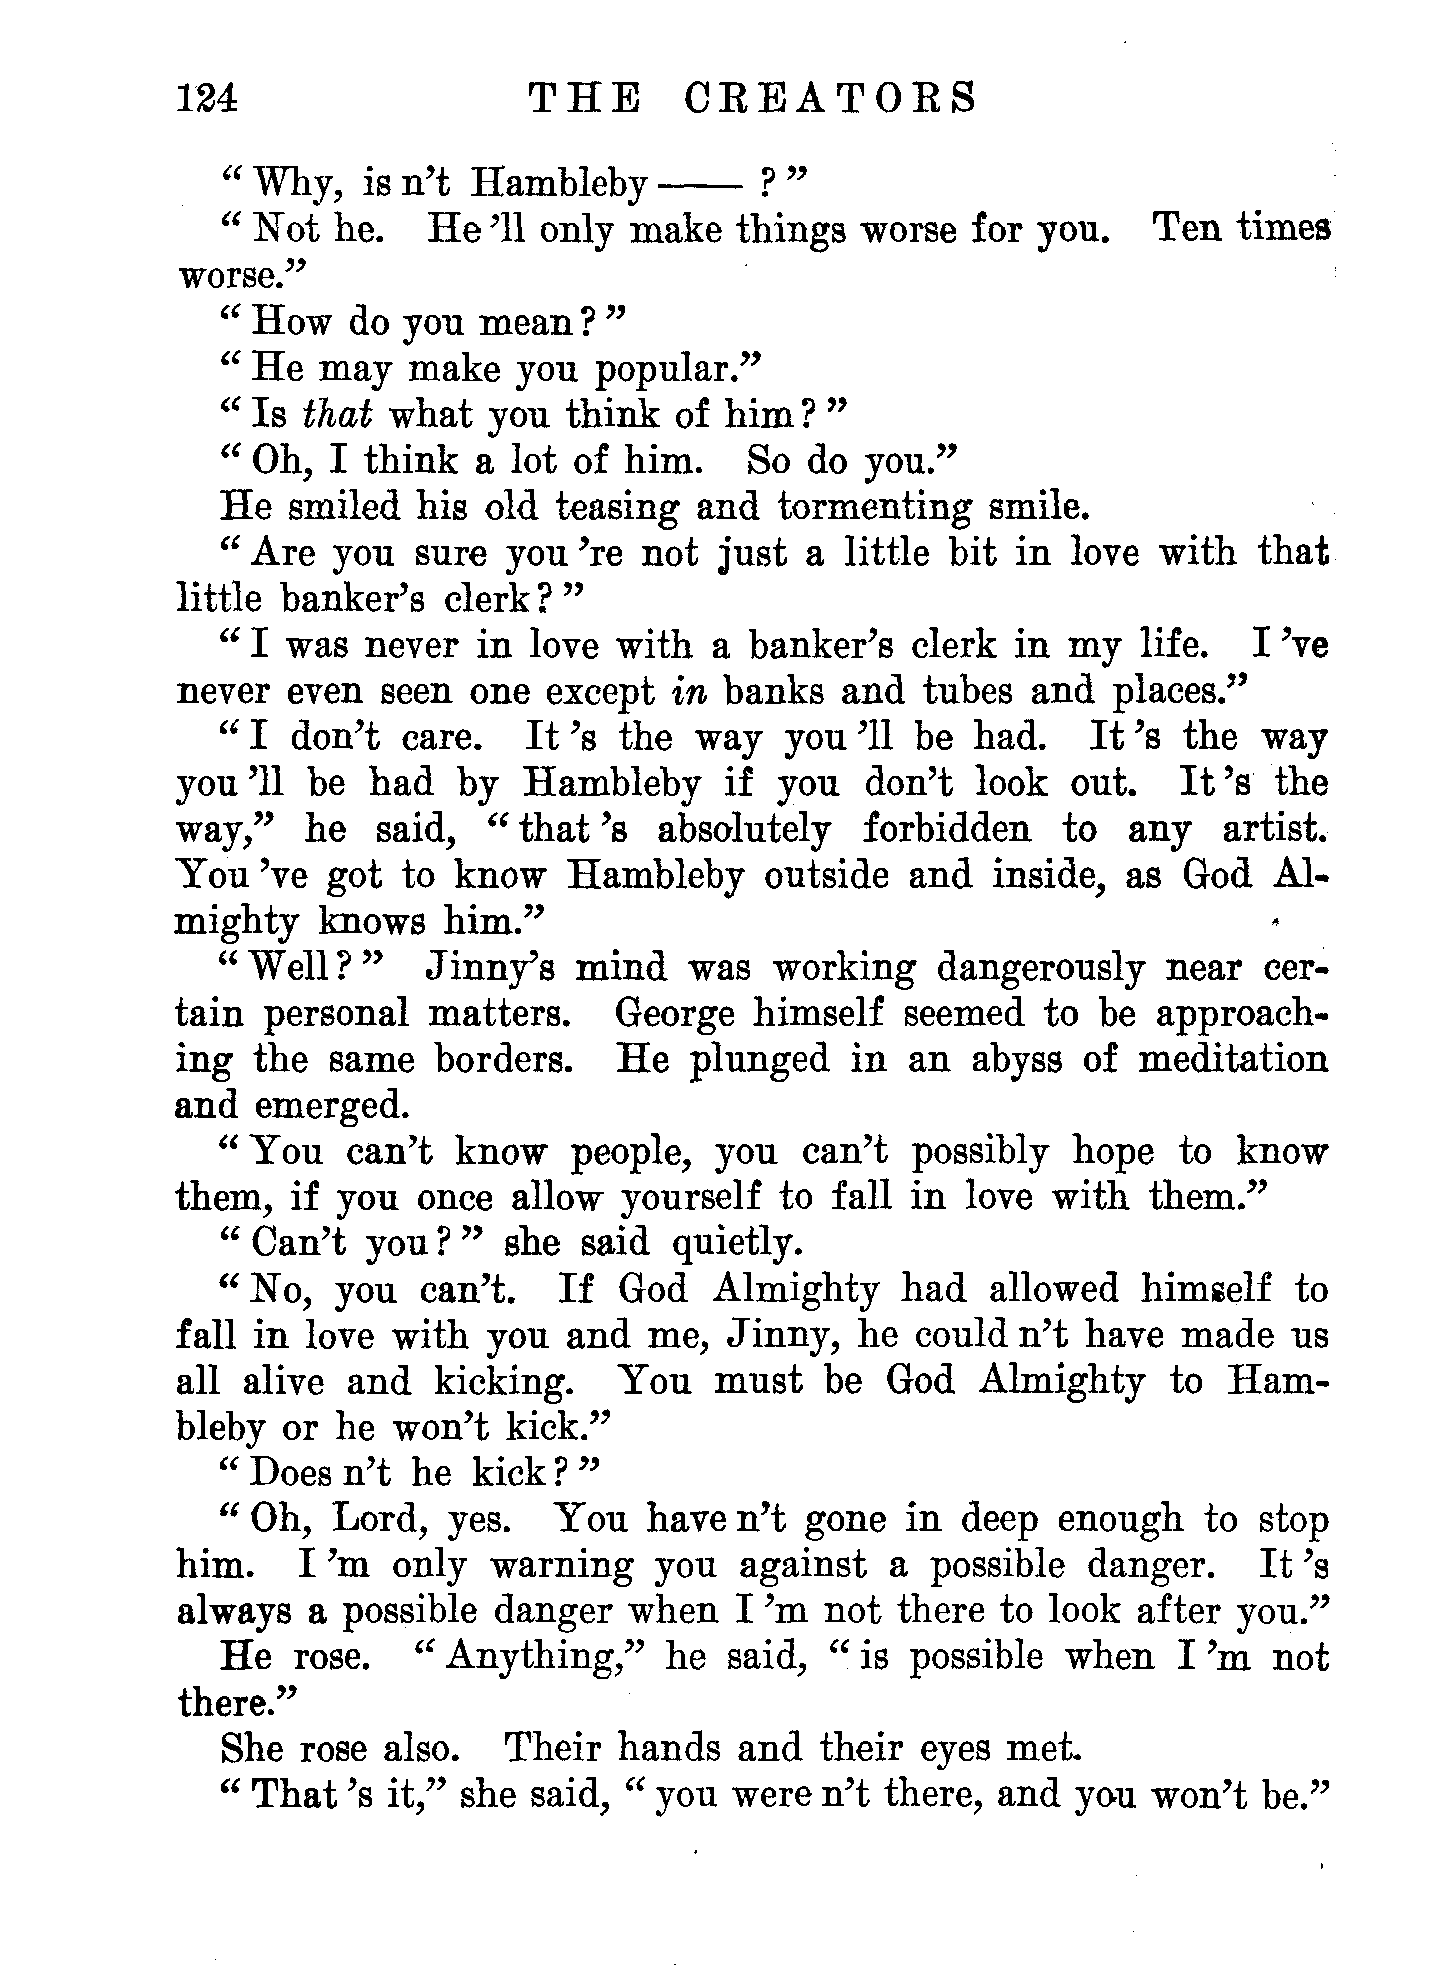 124 THE CREATORS
“Why, is n’t Hambleby—— ?”
“Not he. He ’ll only make things worse for you. Ten times
worse.”
“How do you mean?”
“He may make you popular.”
“Is that what you think of him?”
“Oh, I think a lot of him. So do you.”
He smiled his old teasing and tormenting smile.
“Are you sure you ’re not just a little bit in love with that
little banker’s clerk?”
“I was never in love with a banker’s clerk in my life. I ’ve
never even seen one except in banks and tubes and places.”
“I don’t care. It ’s the way you ’ll be had. It ’s the way
you ’ll be had by Hambleby if you don’t look out. It ’s the
way,” he said, “that ’s absolutely forbidden to any artist.
You ’ve got to know Hambleby outside and inside, as God Al-
mighty knows him.”
“Well?” Jinny’s mind was working dangerously near cer-
tain personal matters. George himself seemed to be approach-
ing the same borders. He plunged in an abyss of meditation
and emerged.
“You can’t know people, you can’t possibly hope to know
them, if you once allow yourself to fall in love with them.”
“Can’t you?” she said quietly.
“No, you can’t. If God Almighty had allowed himself to
fall in love with you and me, Jinny, he could n’t have made us
all alive and kicking. You must be God Almighty to Ham-
bleby or he won’t kick.”
“Does n’t he kick?”
“Oh, Lord, yes. You have n’t gone in deep enough to stop
him. I ’m only warning you against a possible danger. It ’s
always a possible danger when I ’m not there to look after you.”
He rose. “Anything,” he said, “is possible when I ’m not
there.”
She rose also. Their hands and their eyes met.
“That ’s it,” she said, “you were n’t there, and you won’t be.”